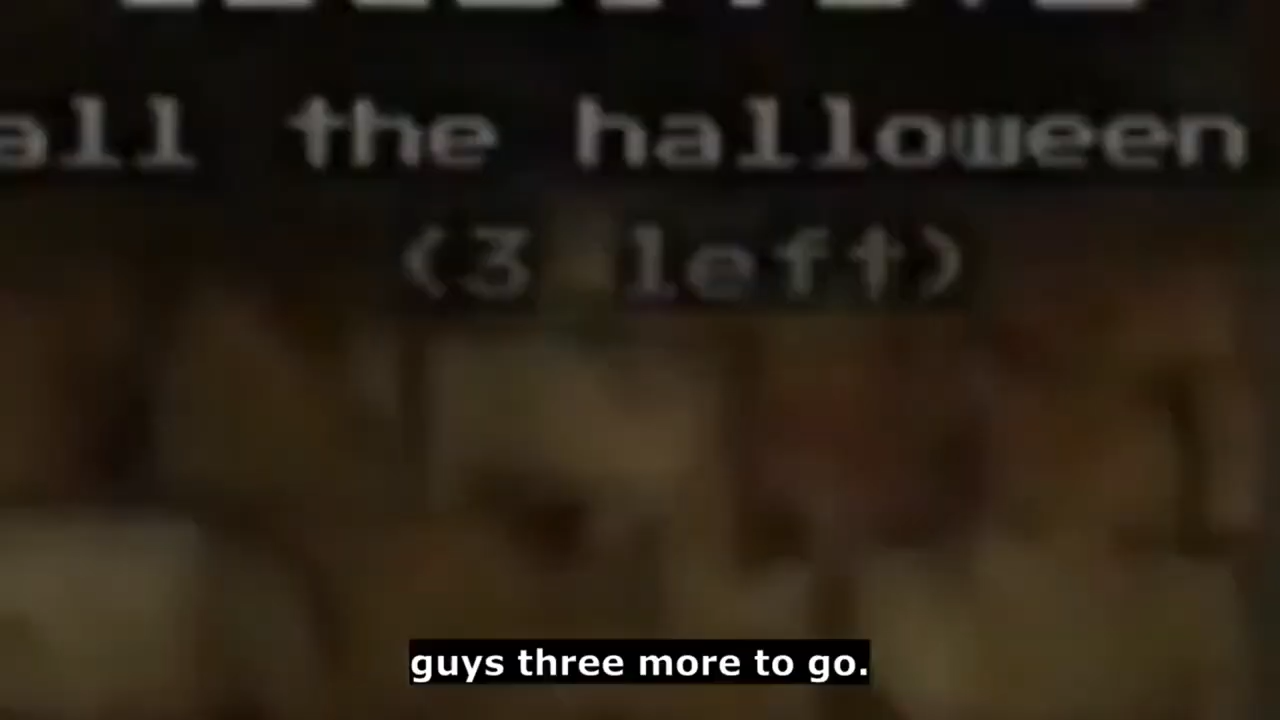 all the halloween
(3 left)
guys three more to go.